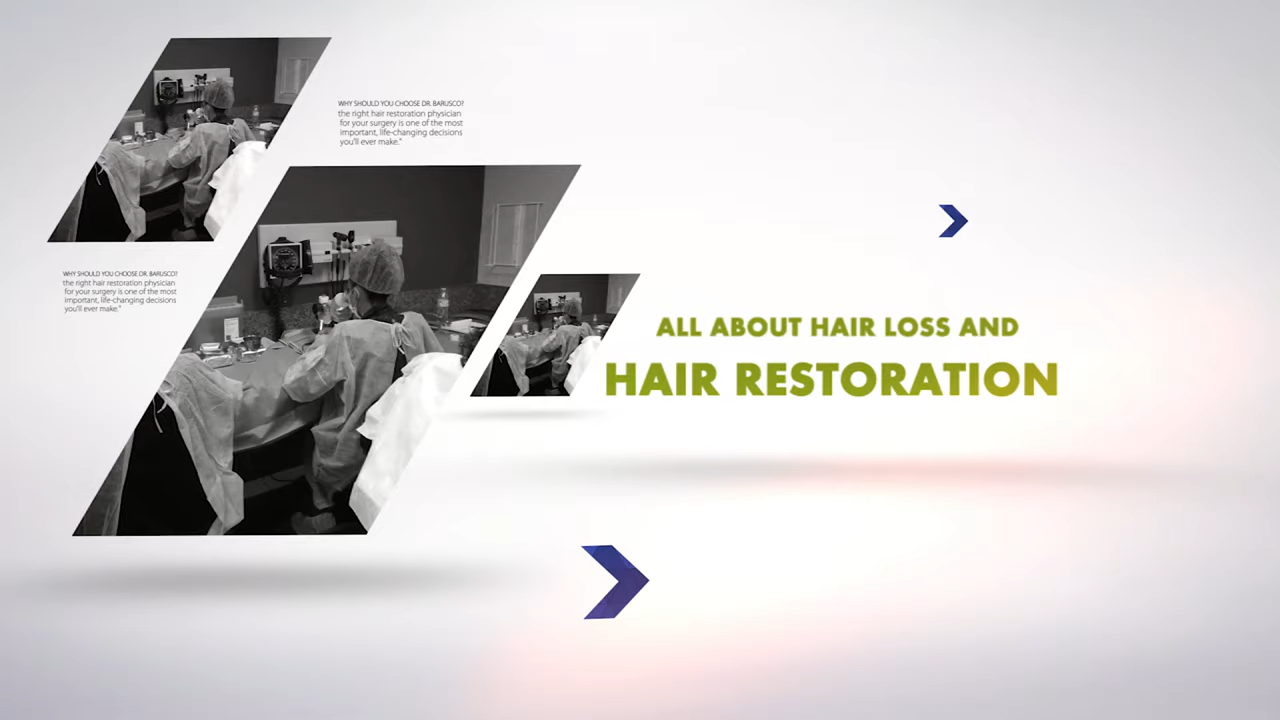 WHY SHOULD YOU CHOOSE DR. BARUSCO?
the right hair restoration physician
for your surgery is one of the most
important, life-changing decisions
you'll ever make."
WHY SHOULD YOU CHOOSE DR. BARUSCO?
the right hair restoration physician
for your surgery is one of the most
important, life-changing decisions
you'll ever make."
ALL ABOUT HAIR LOSS AND
HAIR RESTORATION